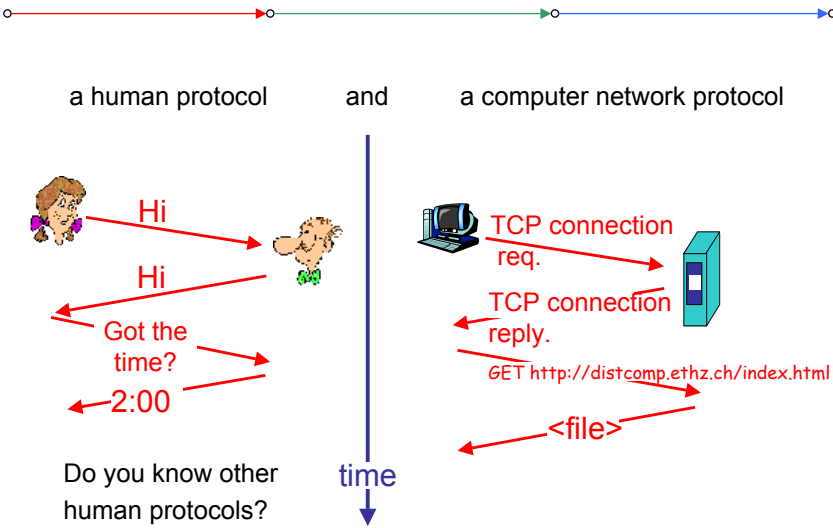 a human protocol and a computer network protocol
Hi
Hi
Got the
time?
2:00
TCP connection
req.
TCP connection
reply.
GET http://distcomp.ethz.ch/index.html
<file>
Do you know other
human protocols?
time